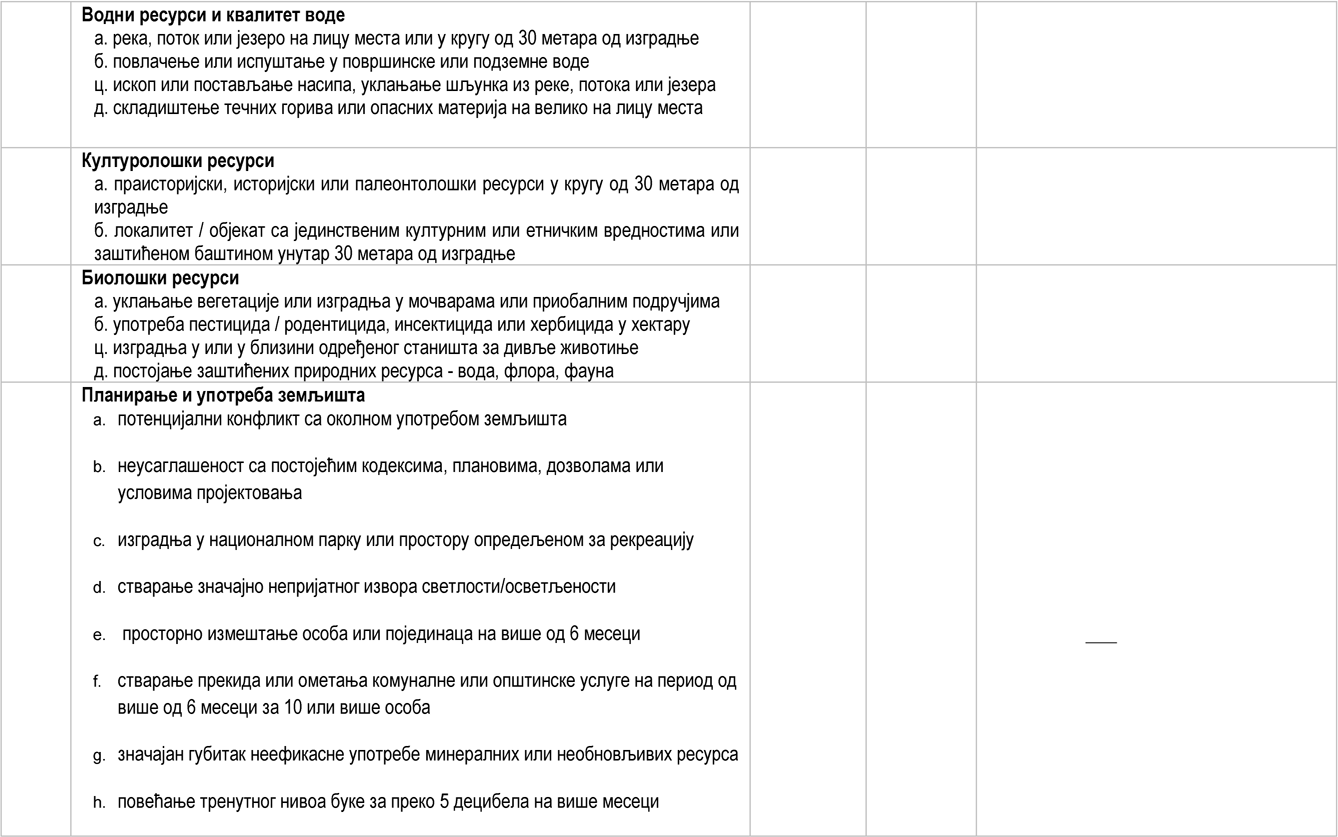 Водни ресурси и квалитет воде
а. река, поток или језеро на лицу места или у кругу од 30 метара од изградње
б. повлачење или испуштање у површинске или подземне воде
ц. ископ или постављање насипа, уклањање шљунка из реке, потока или језера
д. складиштење течних горива или опасних материја на велико на лицу места
Културолошки ресурси
а. праисторијски, историјски или палеонтолошки ресурси у кругу од 30 метара од
изградње
б. локалитет / објекат са јединственим културним или етничким вредностима или
заштићеном баштином унутар 30 метара од изградње
Биолошки ресурси
а. уклањање вегетације или изградња у мочварама или приобалним подручјима
б. употреба пестицида / родентицида, инсектицида или хербицида у хектару
ц. изградња у или у близини одређеног станишта за дивље животиње
д. постојање заштићених природних ресурса - вода, флора, фауна
Планирање и употреба земљишта
a. потенцијални конфликт са околном употребом земљишта
b. неусаглашеност са постојећим кодексима, плановима, дозволама или
условима пројектовања
c. изградња у националном парку или простору опредељеном за рекреацију
d. стварање значајно непријатног извора светлости/осветљености
e. просторно измештање особа или појединаца на више од 6 месеци
f. стварање прекида или ометања комуналне или општинске услуге на период од
више од 6 месеци за 10 или више особа
g. значајан губитак неефикасне употребе минералних или необновљивих ресурса
h. повећање тренутног нивоа буке за преко 5 децибела на више месеци